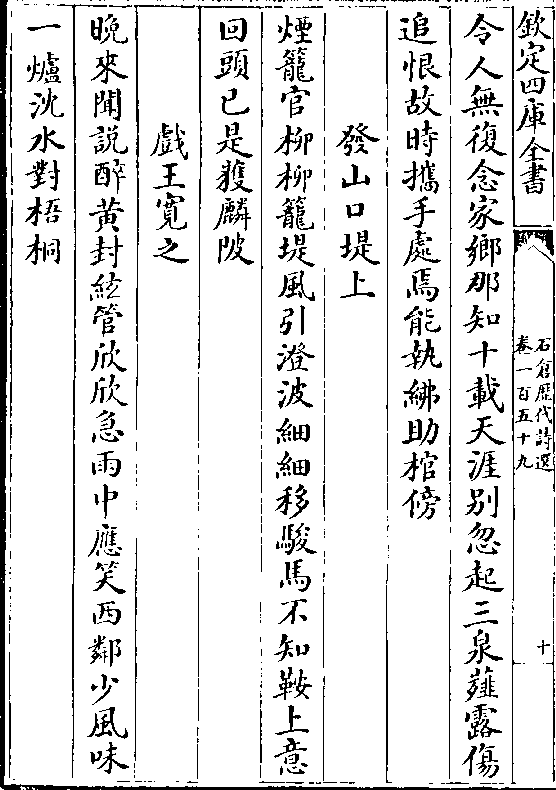 欽定四庫全書
石倉歷代詩選
卷一百五十九
十
令人無復念家鄉那知十載天涯别忽起三泉薤露傷
追恨故時攜手處焉能執紼助棺傍
發山口堤上
煙籠官柳柳籠堤風引澄波細細移駿馬不知鞍上意
回頭已是獲麟陂
戲王寛之
晩來聞説醉黄封絃管欣欣急雨中應笑西鄰少風味
一爐沈水對梧桐